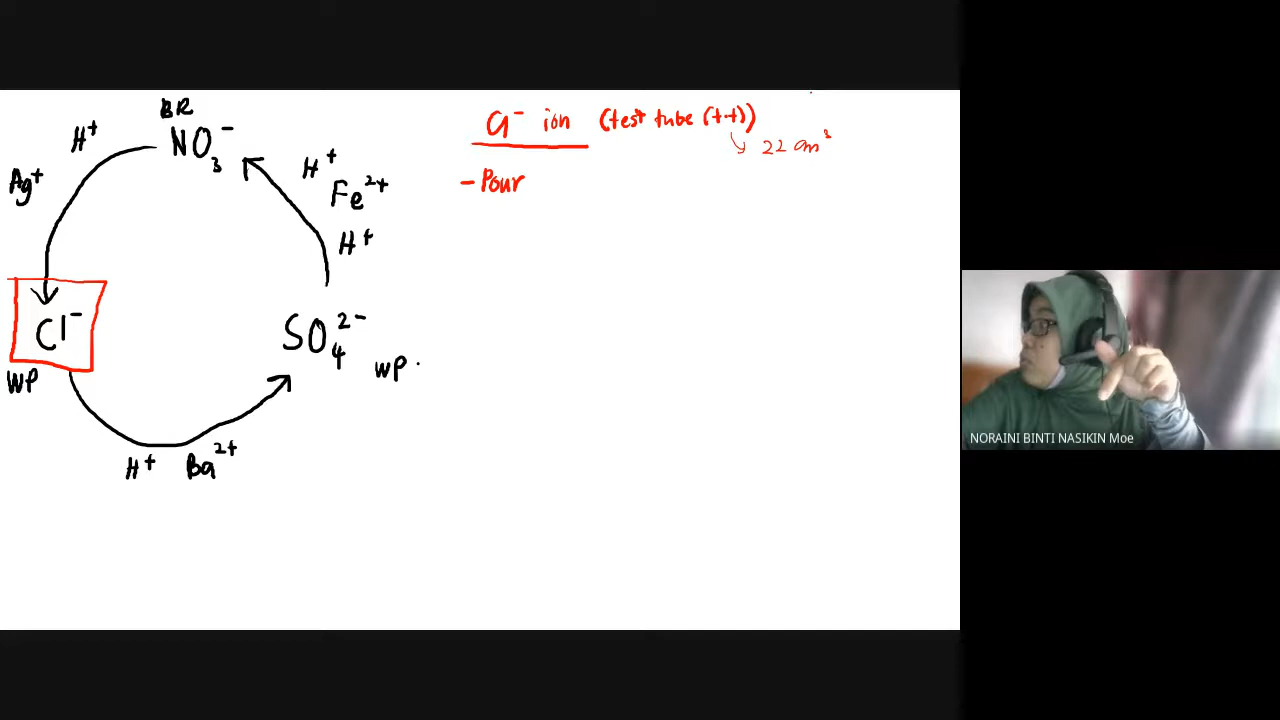 BR
NO₃⁻
H⁺
Ag⁺
H⁺
Fe²⁺
H⁺
Cl⁻
WP
SO₄²⁻
WP
H⁺ Ba²⁺
Cl⁻ ion (test tube (t.t))
22 cm³
- Pour
NORAINI BINTI NASIKIN Moe